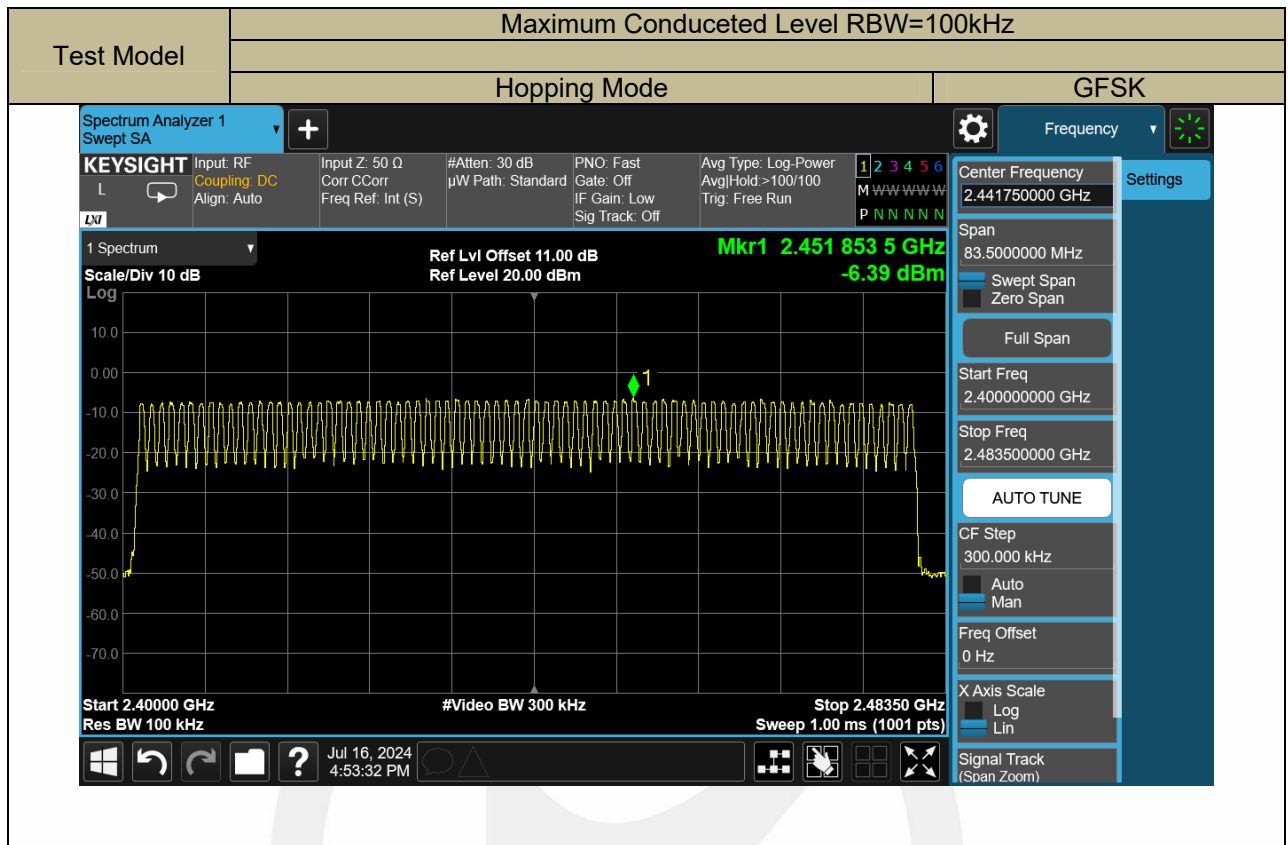 Test Model
Maximum Conduceted Level RBW=100kHz
Hopping Mode
GFSK
Spectrum Analyzer 1
Swept SA
+
Frequency
KEYSIGHT
L
LXI
Input: RF
Coupling: DC
Align: Auto
Input Z: 50 Ω
Corr CCorr
Freq Ref: Int (S)
#Atten: 30 dB
µW Path: Standard
PNO: Fast
Gate: Off
IF Gain: Low
Sig Track: Off
Avg Type: Log-Power
Avg|Hold:>100/100
Trig: Free Run
1 2 3 4 5 6
M W W W W W
P N N N N N
1 Spectrum
Scale/Div 10 dB
Log
Ref Lvl Offset 11.00 dB
Ref Level 20.00 dBm
Mkr1 2.451 853 5 GHz
-6.39 dBm
10.0
0.00
-10.0
-20.0
-30.0
-40.0
-50.0
-60.0
-70.0
1
Start 2.40000 GHz
Res BW 100 kHz
#Video BW 300 kHz
Stop 2.48350 GHz
Sweep 1.00 ms (1001 pts)
?
Jul 16, 2024
4:53:32 PM
Center Frequency
2.441750000 GHz
Settings
Span
83.5000000 MHz
Swept Span
Zero Span
Full Span
Start Freq
2.400000000 GHz
Stop Freq
2.483500000 GHz
AUTO TUNE
CF Step
300.000 kHz
Auto
Man
Freq Offset
0 Hz
X Axis Scale
Log
Lin
Signal Track
(Span Zoom)